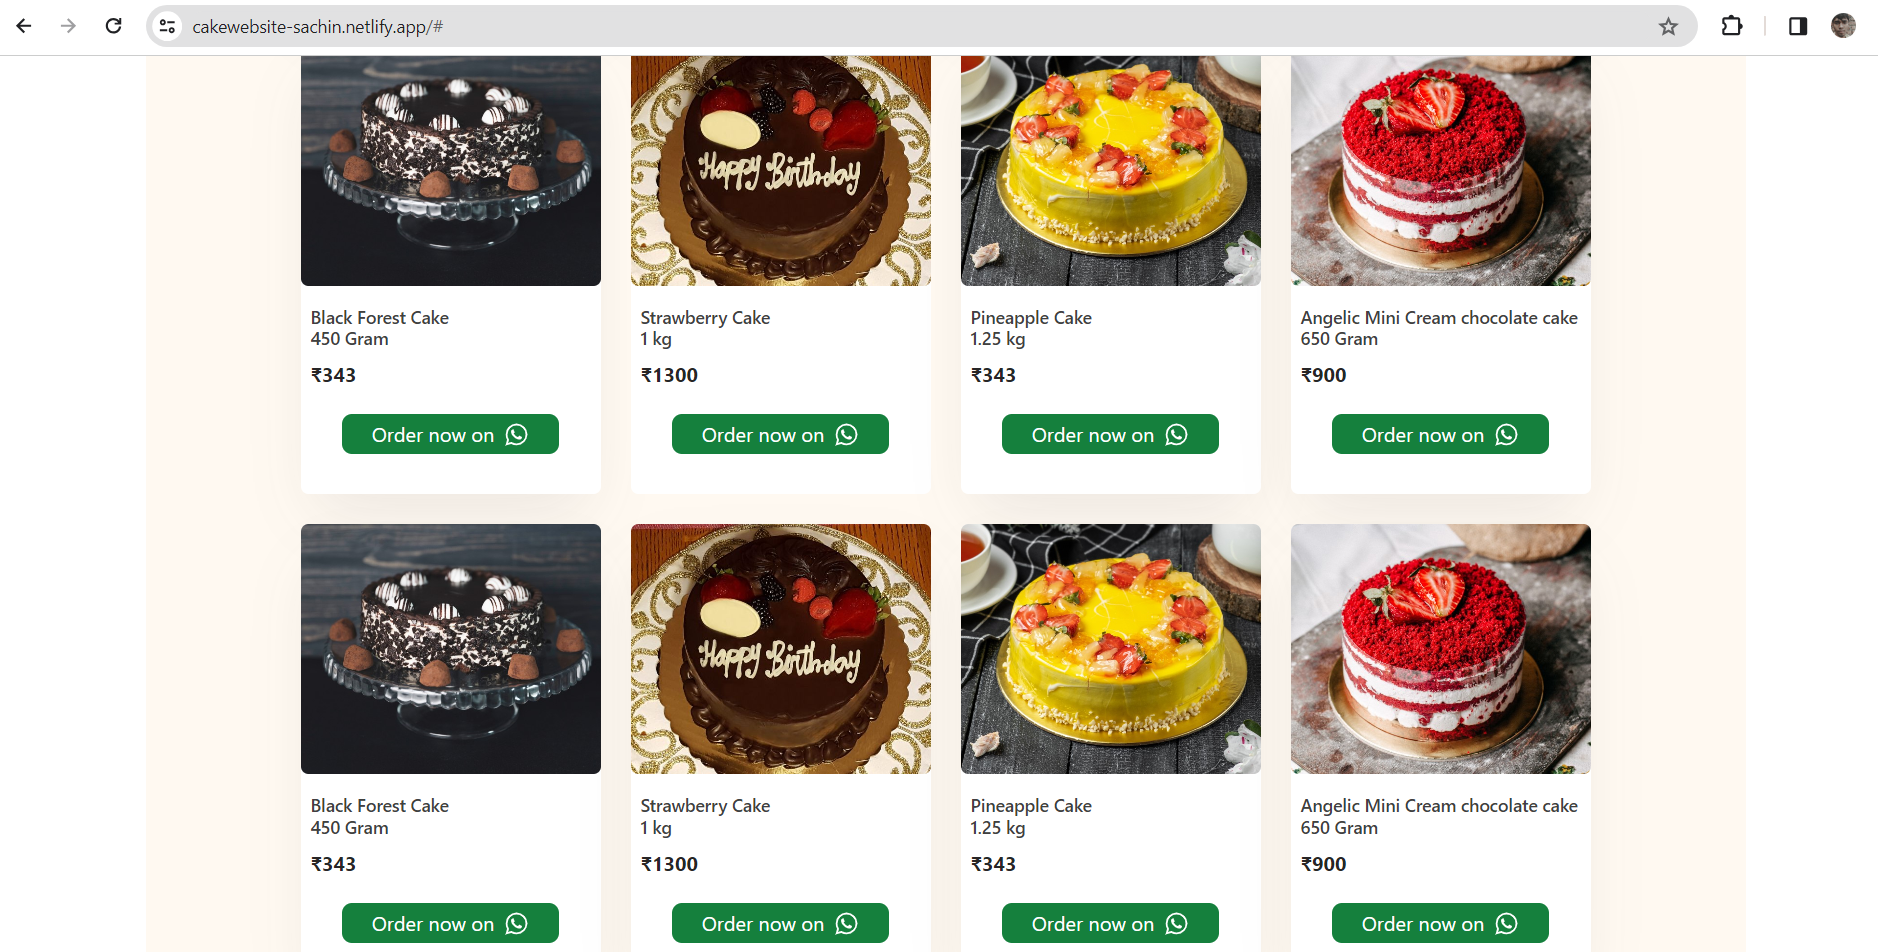 cakewebsite-sachin.netlify.app/#
Happy Birthday
Black Forest Cake
450 Gram
₹343
Order now on
Strawberry Cake
1 kg
₹1300
Order now on
Pineapple Cake
1.25 kg
₹343
Order now on
Angelic Mini Cream chocolate cake
650 Gram
₹900
Order now on
Happy Birthday
Black Forest Cake
450 Gram
₹343
Order now on
Strawberry Cake
1 kg
₹1300
Order now on
Pineapple Cake
1.25 kg
₹343
Order now on
Angelic Mini Cream chocolate cake
650 Gram
₹900
Order now on